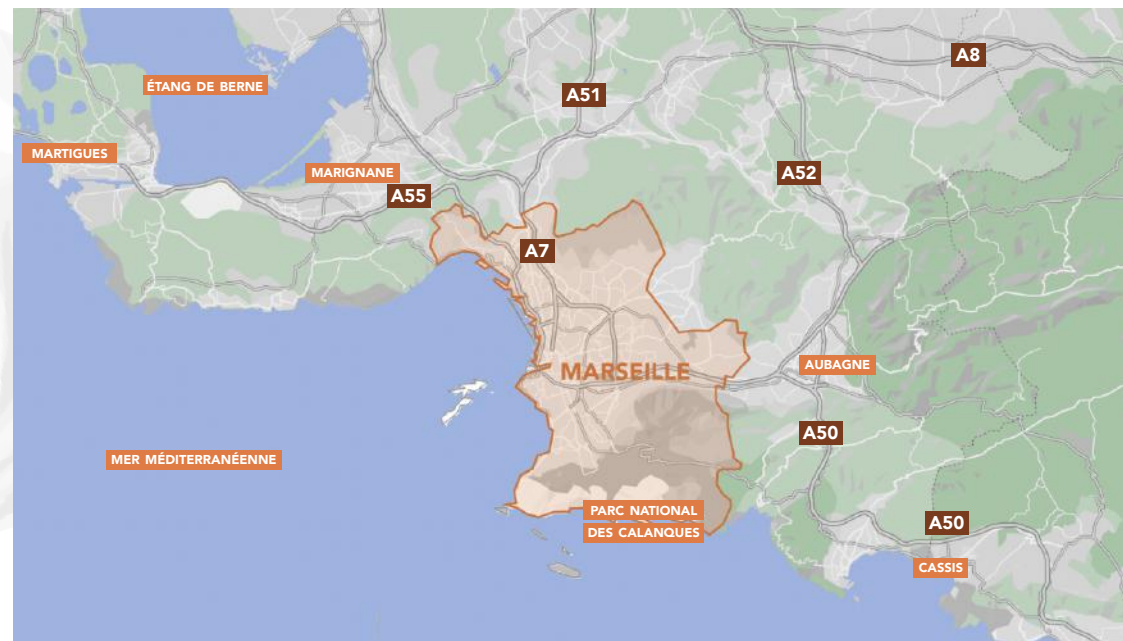 A8
ÉTANG DE BERNE
A51
MARTIGUES
MARIGNANE
A52
A55
A7
MARSEILLE
AUBAGNE
A50
MER MÉDITERRANÉENNE
PARC NATIONAL
DES CALANQUES
A50
CASSIS